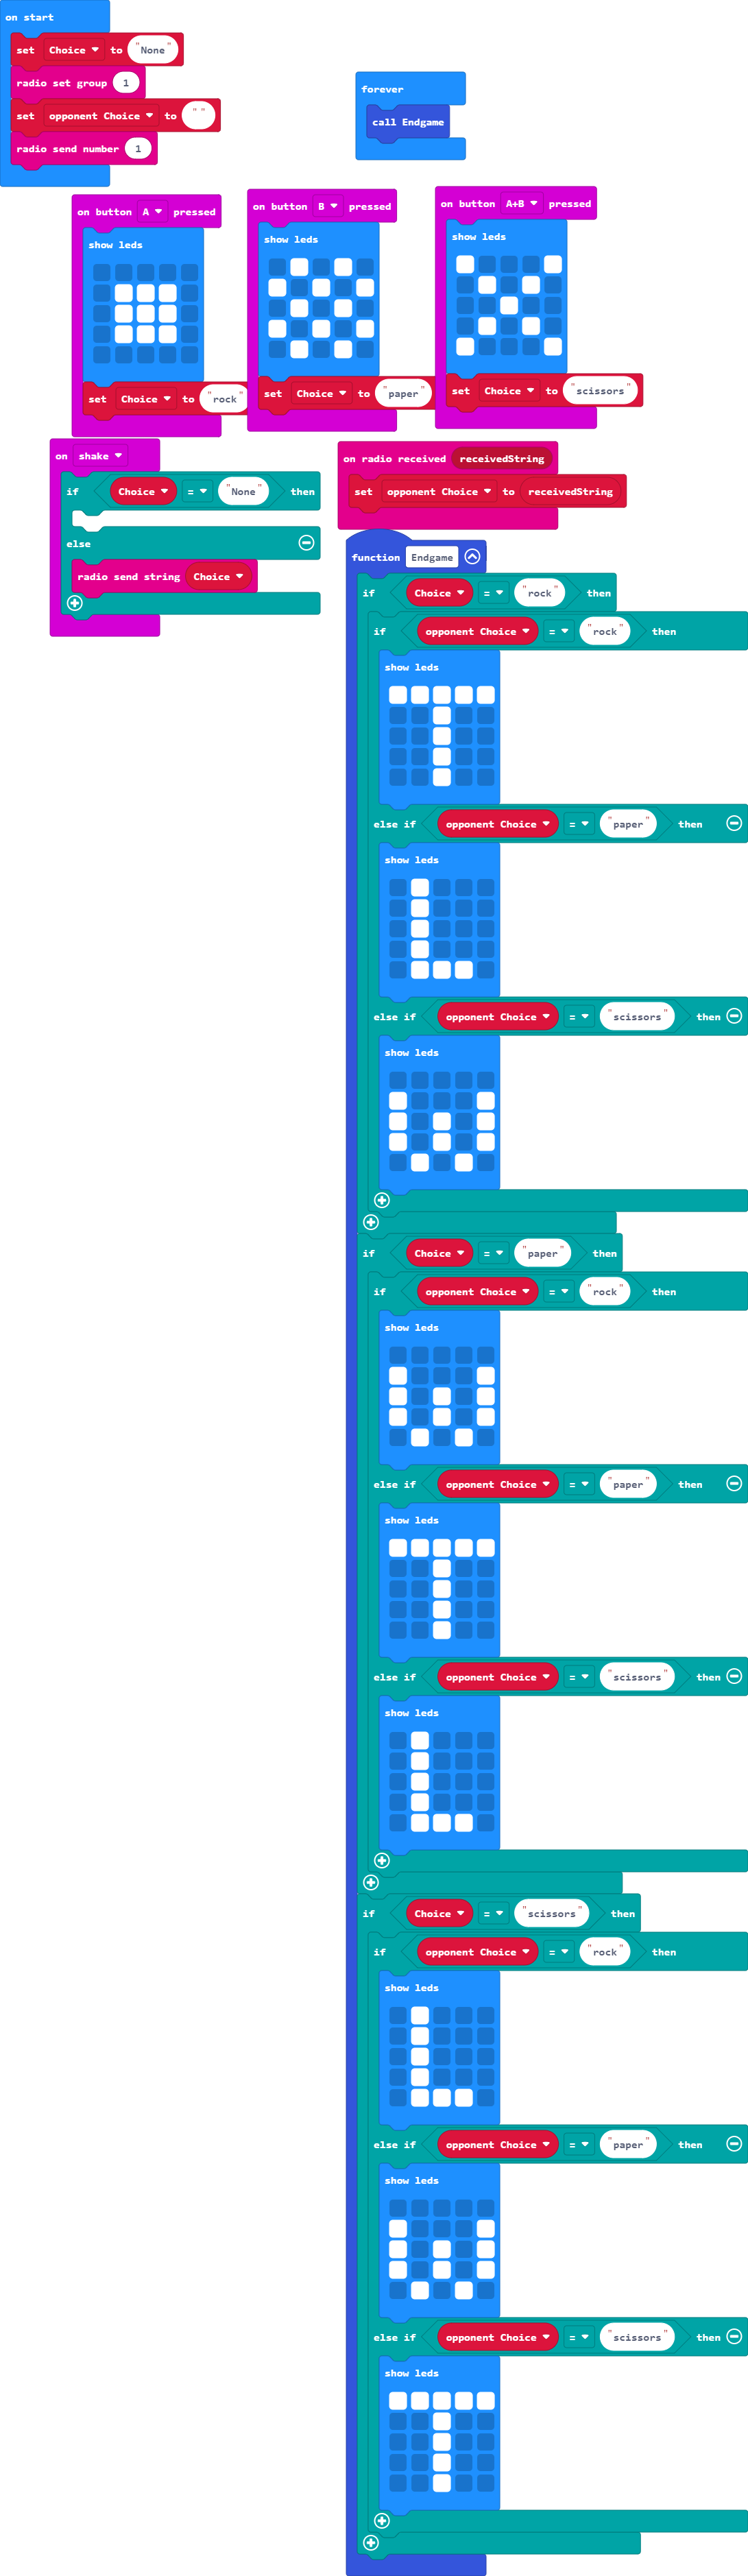 on start
set Choice to "None"
radio set group 1
set opponent Choice to " "
radio send number 1
forever
call Endgame
on button A pressed
show leds
set Choice to "rock
on button B pressed
show leds
set Choice to "paper"
on button A+B pressed
show leds
set Choice to "scissors"
on shake
if Choice = "None" then
else
radio send string Choice
on radio received receivedString
set opponent Choice to receivedString
function Endgame
if Choice = "rock" then
if opponent Choice = "rock" then
show leds
else if opponent Choice = "paper" then
show leds
else if opponent Choice = "scissors" then
show leds
if Choice = "paper" then
if opponent Choice = "rock" then
show leds
else if opponent Choice = "paper" then
show leds
else if opponent Choice = "scissors" then
show leds
if Choice = "scissors" then
if opponent Choice = "rock" then
show leds
else if opponent Choice = "paper" then
show leds
else if opponent Choice = "scissors" then
show leds